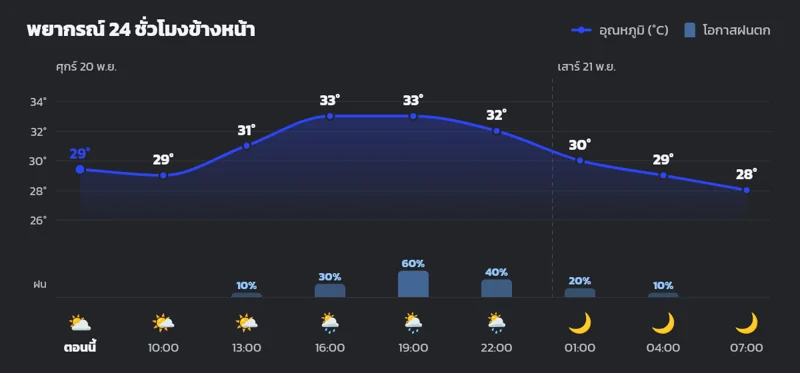 พยากรณ์ 24 ชั่วโมงข้างหน้า
อุณหภูมิ (°C) โอกาสฝนตก
ศุกร์ 20 พ.ย. เสาร์ 21 พ.ย.
34°
32°
30°
28°
26°
29° 29° 31° 33° 33° 32° 30° 29° 28°
ฝน
10% 30% 60% 40% 20% 10%
ตอนนี้ 10:00 13:00 16:00 19:00 22:00 01:00 04:00 07:00